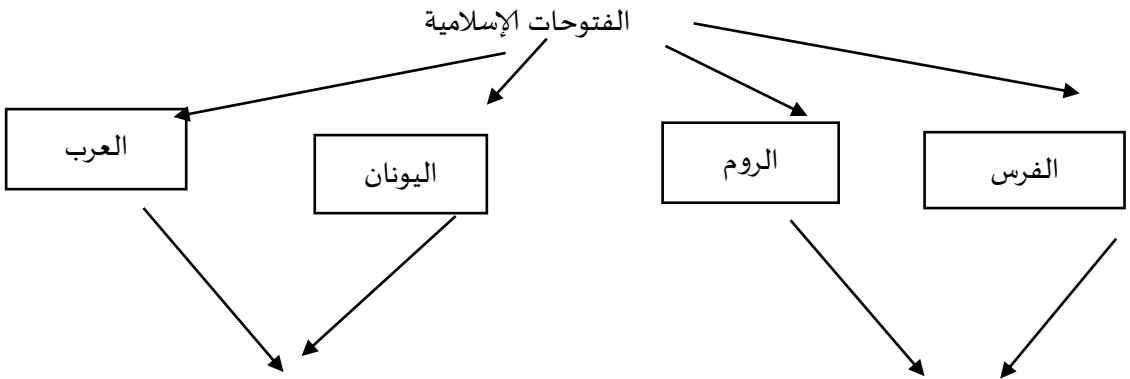 الفتوحات الإسلامية
الفرس
الروم
اليونان
العرب